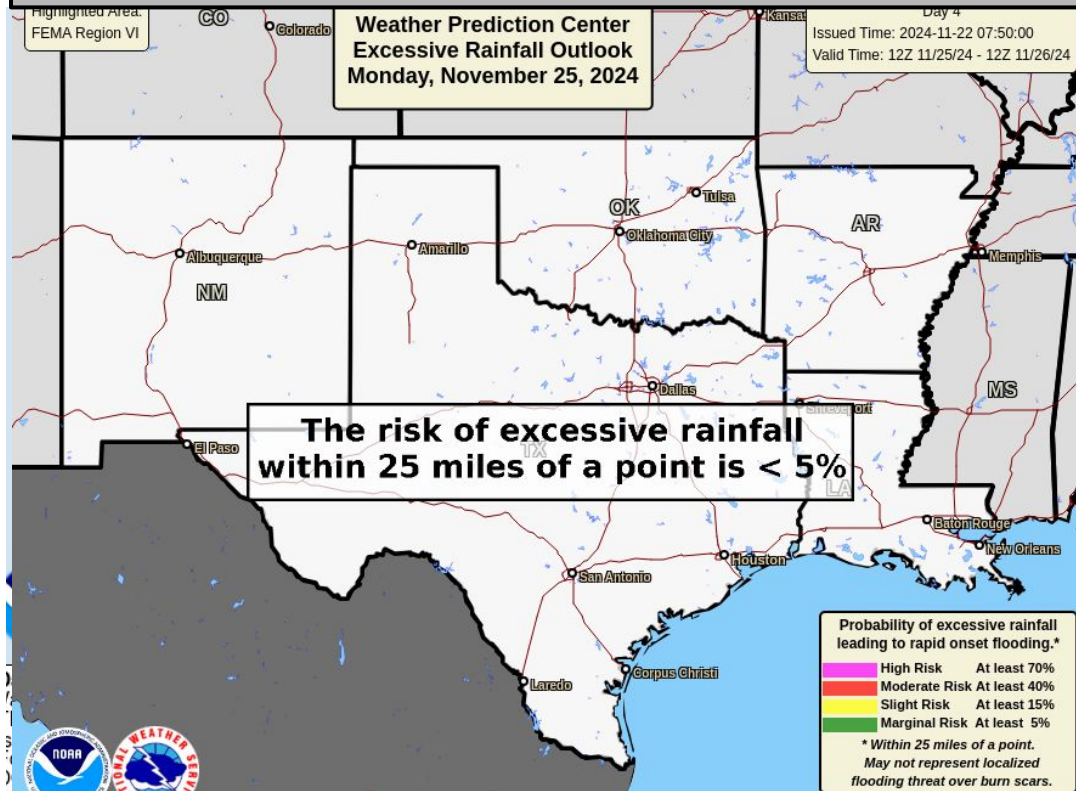 Highlighted Area:
FEMA Region VI
Weather Prediction Center
Excessive Rainfall Outlook
Monday, November 25, 2024
Day 4
Issued Time: 2024-11-22 07:50:00
Valid Time: 12Z 11/25/24 - 12Z 11/26/24
CO
Colorado
Kansas
Tulsa
OK
Oklahoma City
AR
Amarillo
Albuquerque
Memphis
NM
Dallas
MS
Shreveport
The risk of excessive rainfall
within 25 miles of a point is < 5%
El Paso
TX
LA
Baton Rouge
New Orleans
Houston
San Antonio
Corpus Christi
Laredo
Probability of excessive rainfall
leading to rapid onset flooding.*
High Risk At least 70%
Moderate Risk At least 40%
Slight Risk At least 15%
Marginal Risk At least 5%
* Within 25 miles of a point.
May not represent localized
flooding threat over burn scars.
NOAA